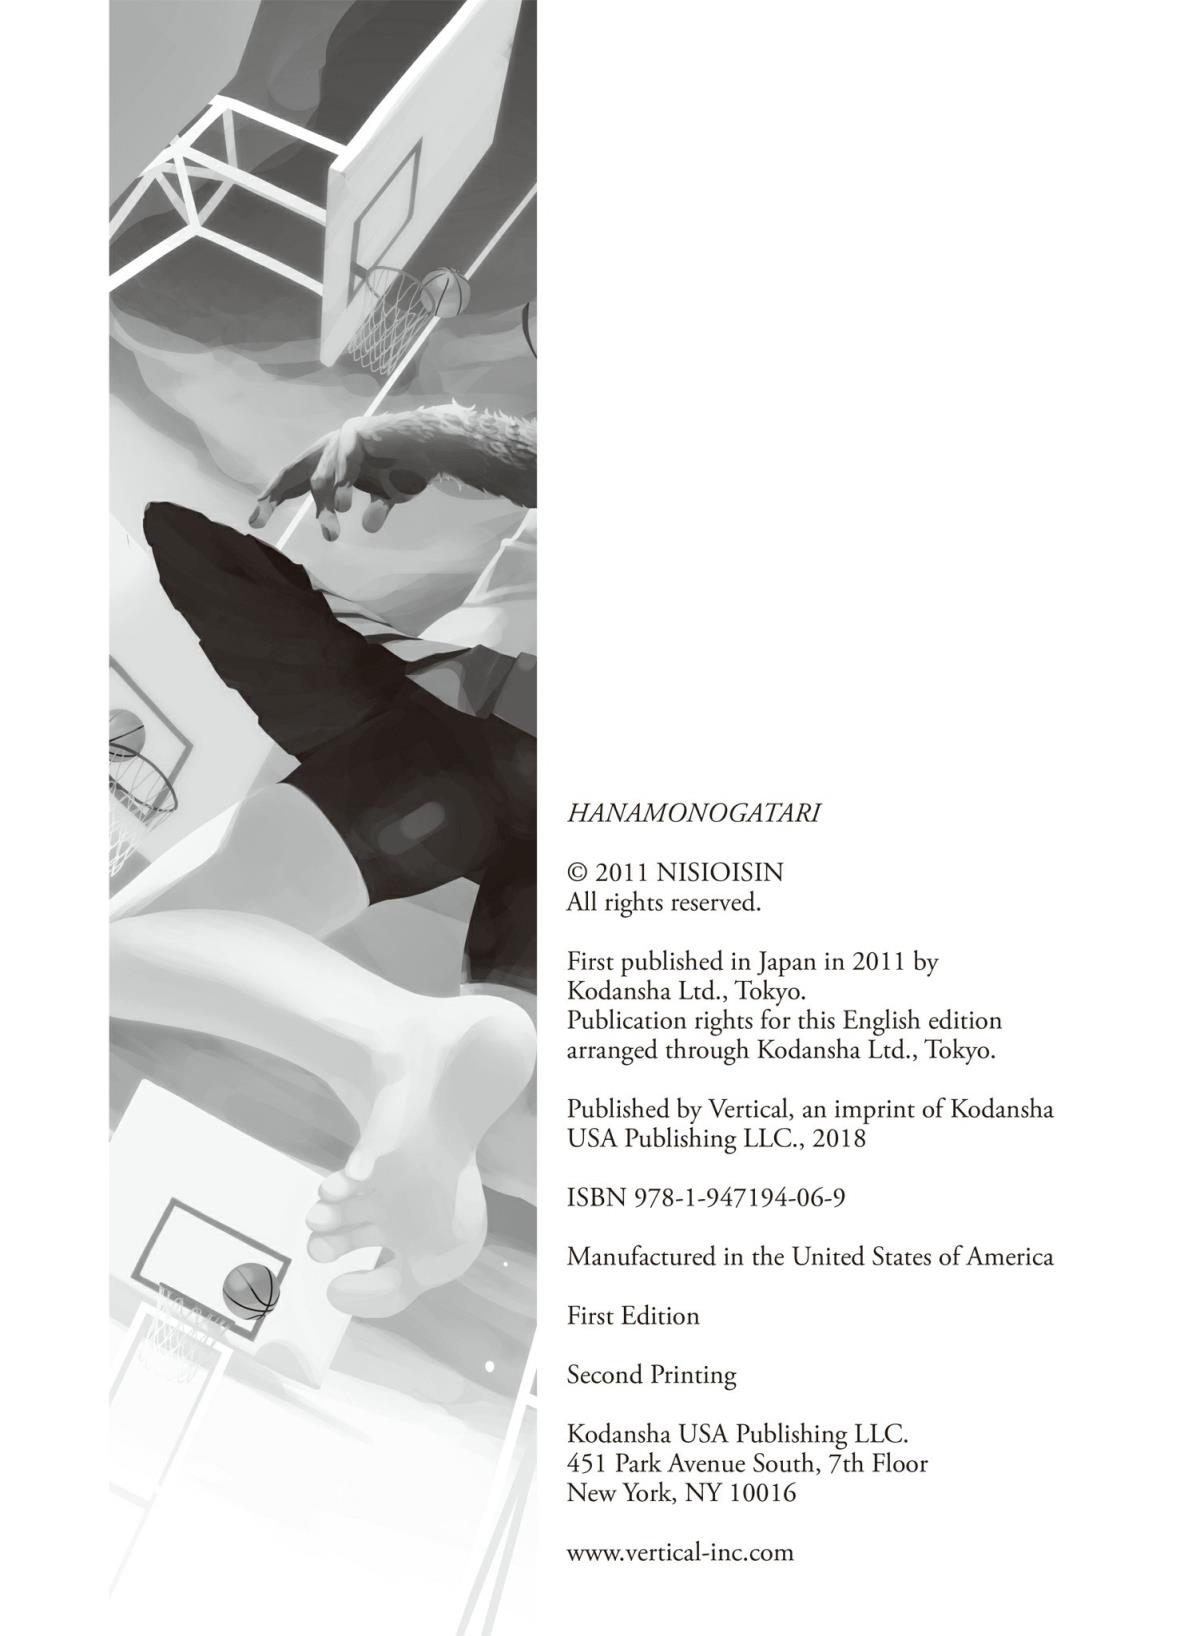 HANAMONOGATARI
© 2011 NISIOISIN
All rights reserved.
First published in Japan in 2011 by
Kodansha Ltd., Tokyo.
Publication rights for this English edition
arranged through Kodansha Ltd., Tokyo.
Published by Vertical, an imprint of Kodansha
USA Publishing LLC., 2018
ISBN 978-1-947194-06-9
Manufactured in the United States of America
First Edition
Second Printing
Kodansha USA Publishing LLC.
451 Park Avenue South, 7th Floor
New York, NY 10016
www.vertical-inc.com